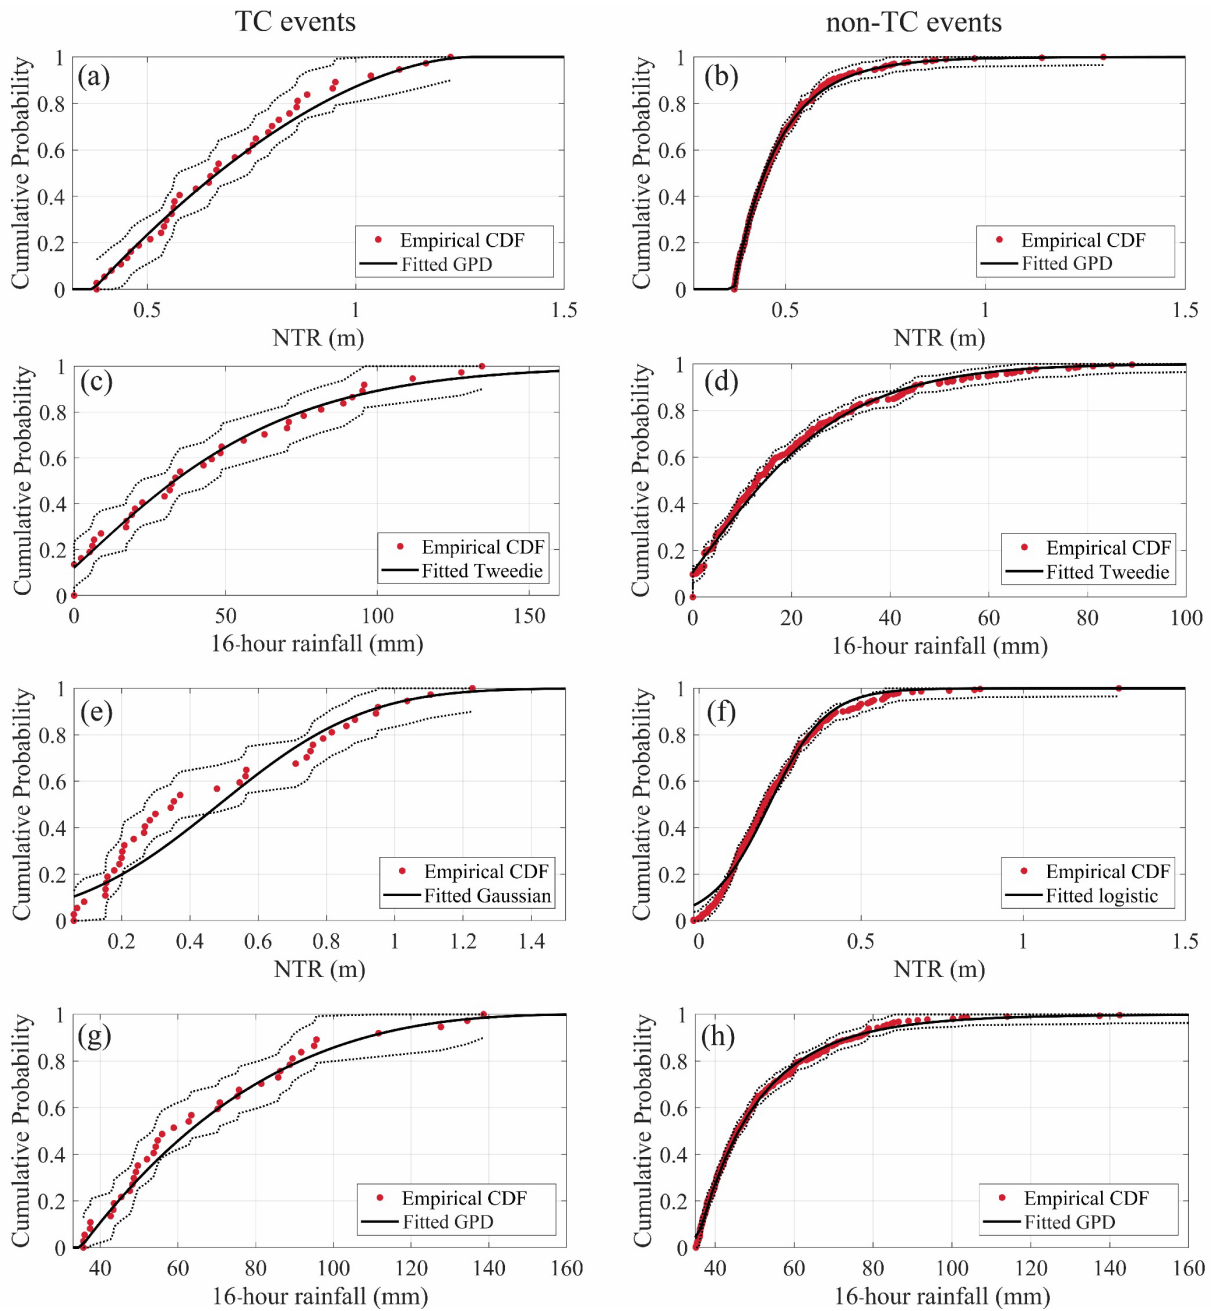 TC events
non-TC events
(a)
Cumulative Probability
1
0.8
0.6
0.4
0.2
0
Empirical CDF
Fitted GPD
0.5 1 1.5
NTR (m)
(b)
Cumulative Probability
1
0.8
0.6
0.4
0.2
0
Empirical CDF
Fitted GPD
0.5 1 1.5
NTR (m)
(c)
Cumulative Probability
1
0.8
0.6
0.4
0.2
0
Empirical CDF
Fitted Tweedie
0 50 100 150
16-hour rainfall (mm)
(d)
Cumulative Probability
1
0.8
0.6
0.4
0.2
0
Empirical CDF
Fitted Tweedie
0 20 40 60 80 100
16-hour rainfall (mm)
(e)
Cumulative Probability
1
0.8
0.6
0.4
0.2
0
Empirical CDF
Fitted Gaussian
0.2 0.4 0.6 0.8 1 1.2 1.4
NTR (m)
(f)
Cumulative Probability
1
0.8
0.6
0.4
0.2
0
Empirical CDF
Fitted logistic
0 0.5 1 1.5
NTR (m)
(g)
Cumulative Probability
1
0.8
0.6
0.4
0.2
0
Empirical CDF
Fitted GPD
40 60 80 100 120 140 160
16-hour rainfall (mm)
(h)
Cumulative Probability
1
0.8
0.6
0.4
0.2
0
Empirical CDF
Fitted GPD
40 60 80 100 120 140 160
16-hour rainfall (mm)